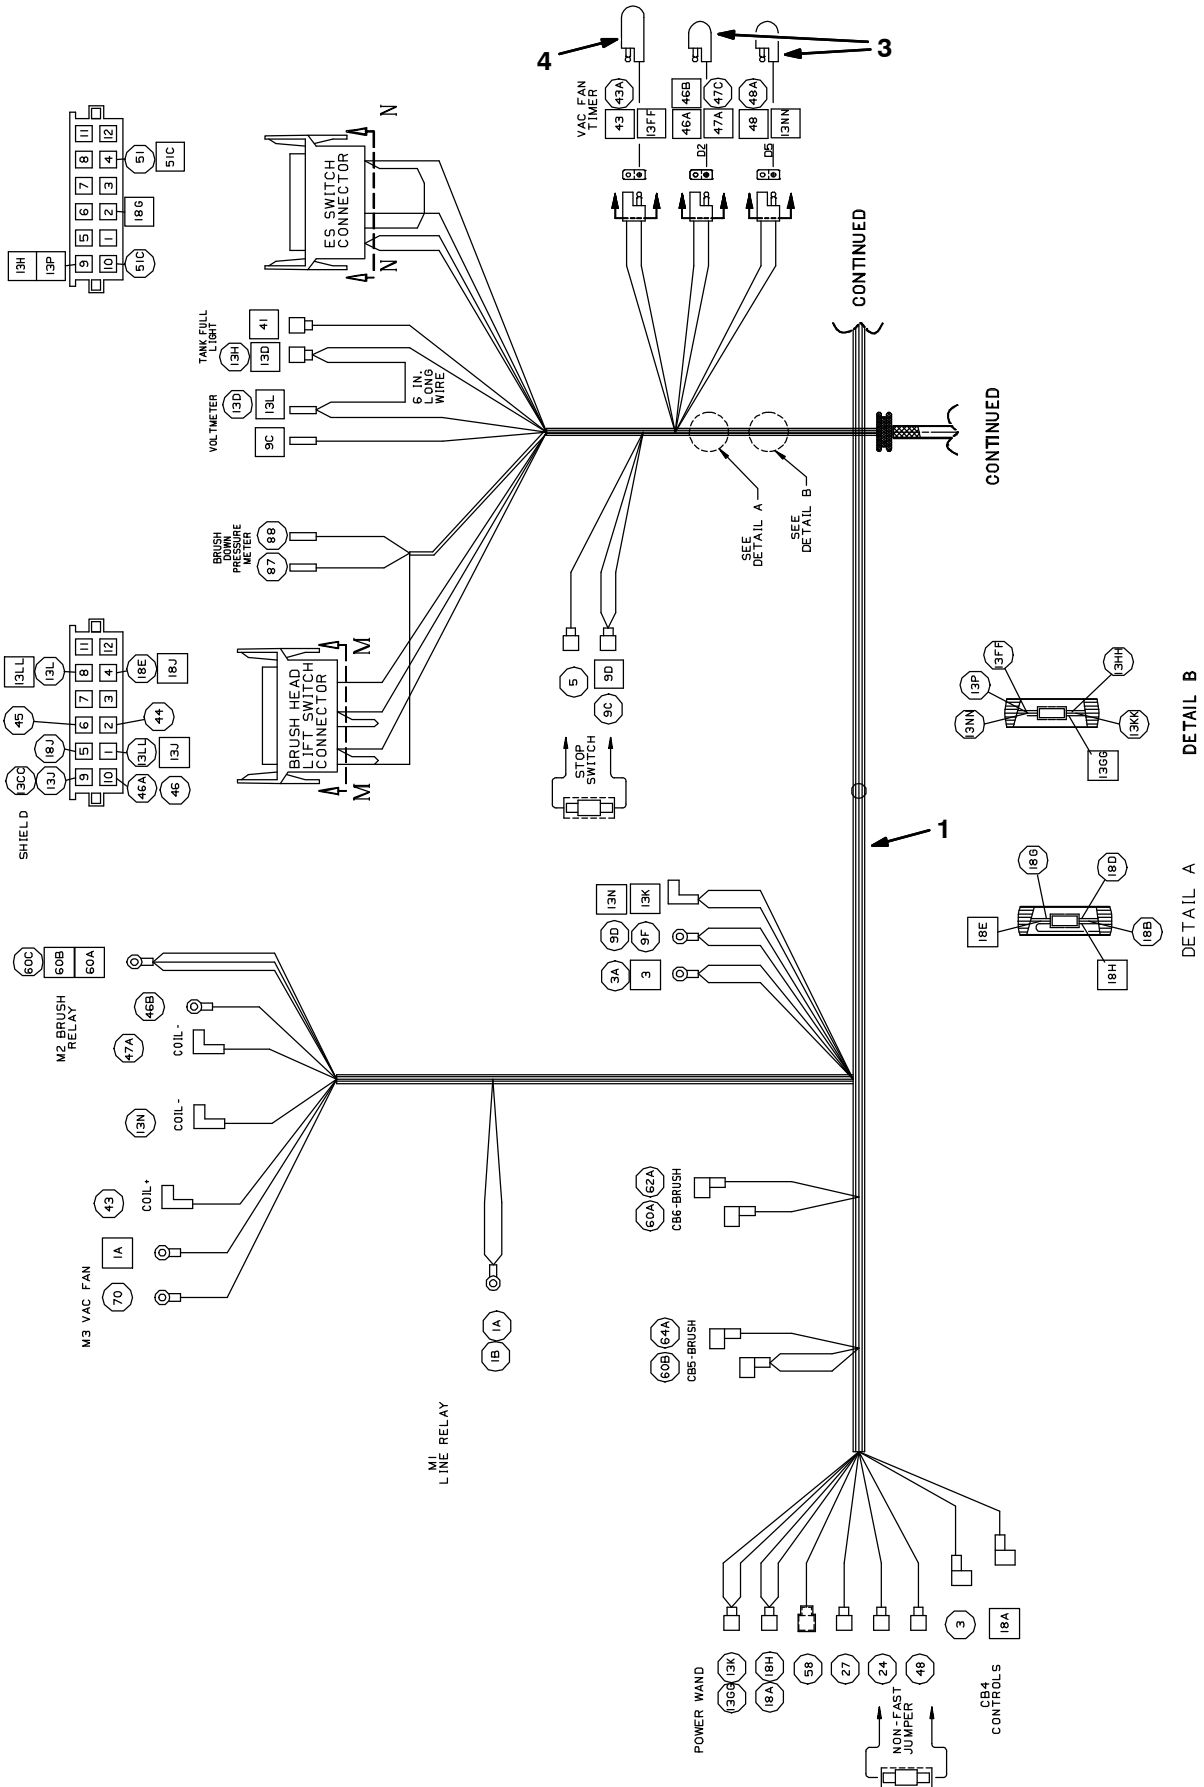 VAC FAN
TIMER
43 43A
13FF
46A 46B
47A 47C
48 48A
13NN
D2
D5
4
3
N
N
ES SWITCH
CONNECTOR
11 12
8 4
7 3
6 2
5 1
9 10
51
51C
18G
13H 13P
51C
TANK FULL
LIGHT
41
13H 13D
6 IN.
LONG
WIRE
VOLTMETER
13D 13L
9C
BRUSH
DOWN
PRESSURE
METER
88
87
CONTINUED
CONTINUED
SEE
DETAIL A
SEE
DETAIL B
M
M
BRUSH HEAD
LIFT SWITCH
CONNECTOR
11 12
8 4
7 3
6 2
5 1
9 10
13LL 13L
18E 18J
45
44
18J
13LL 13J
13CC 13J
46A 46
SHIELD
5
9D
9C
STOP
SWITCH
1
13FF
13P
13NN
13HH
13KK
13GG
DETAIL B
18G
18E
18D
18B
18H
DETAIL A
13N 13K
9D 9F
3A 3
60C 60B 60A
M2 BRUSH
RELAY
46B
47A
COIL-
13N
COIL-
43
COIL+
1A
70
M3 VAC FAN
1B 1A
M1
LINE RELAY
60A 62A
CB6-BRUSH
60B 64A
CB5-BRUSH
POWER WAND
13GG 13K
18A 18H
58
27
24
48
NON-FAST
JUMPER
3
18A
CB4
CONTROLS